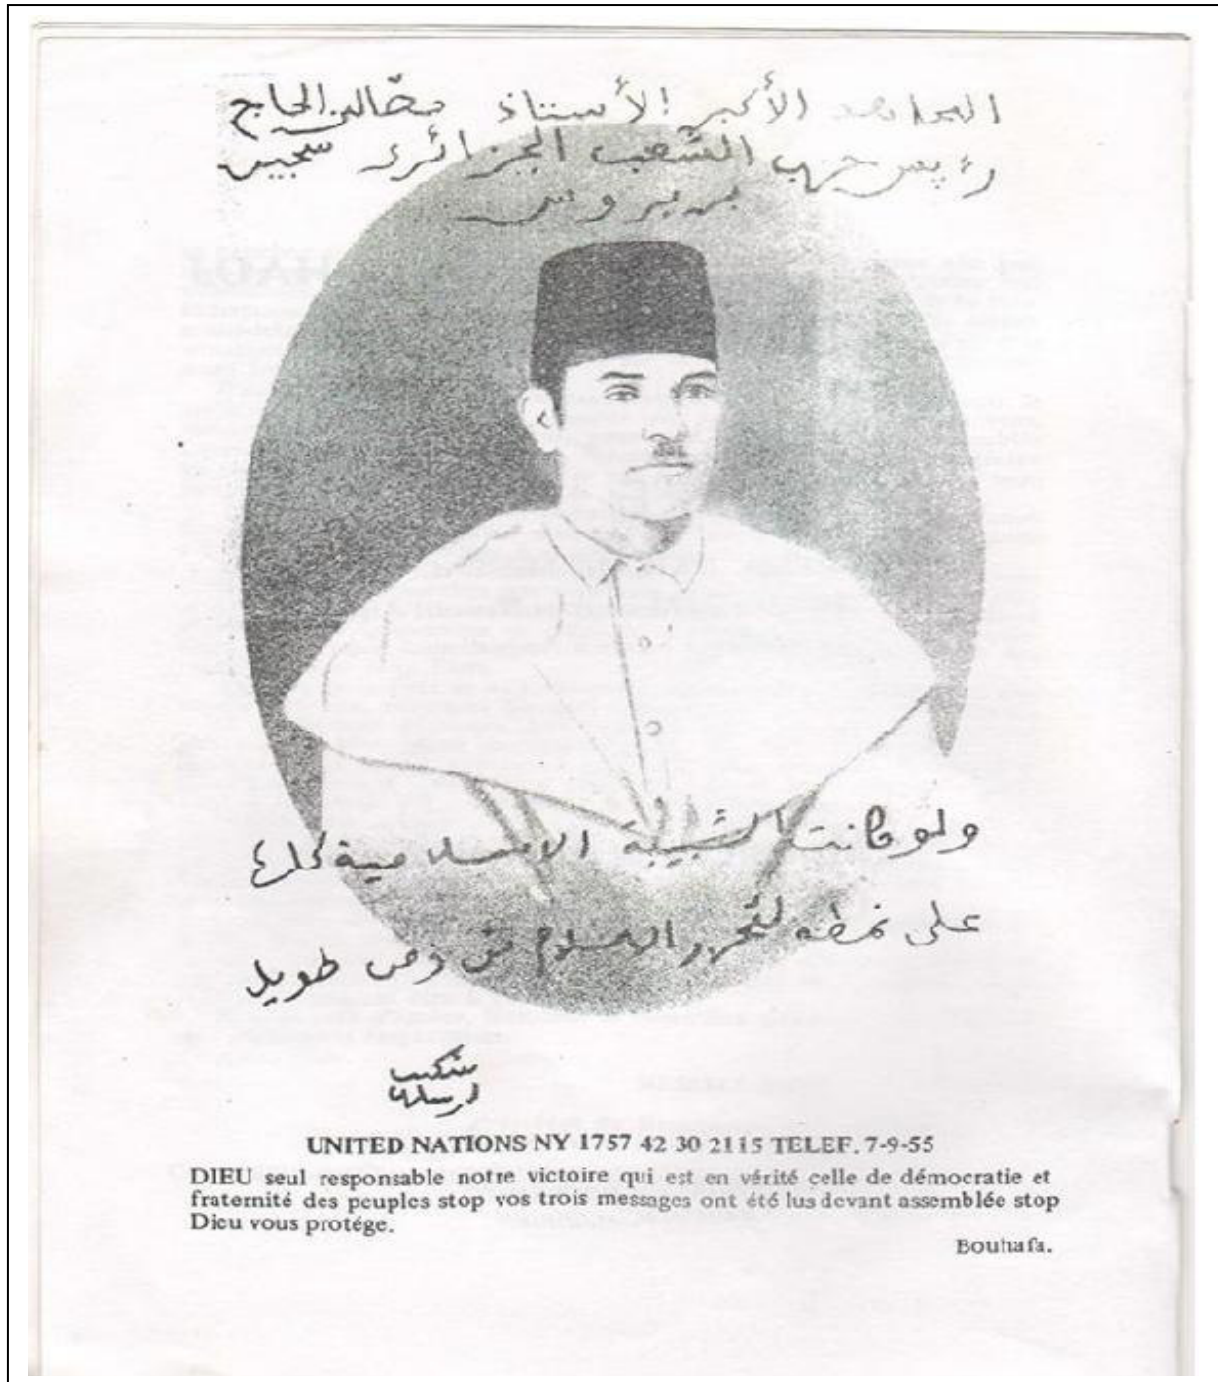 المجاهد الأكبر الأستاذ مصالي الحاج
رئيس حزب الشعب الجزائري سجين
بربروس
ولو كانت الشبيبة الإسلامية كلها
على نمطه لتحرر الإسلام من زمن طويل
شكيب
ارسلان
UNITED NATIONS NY 1757 42 30 2115 TELEF. 7-9-55
DIEU seul responsable notre victoire qui est en vérité celle de démocratie et
fraternité des peuples stop vos trois messages ont été lus devant assemblée stop
Dieu vous protége.
Bouhafa.